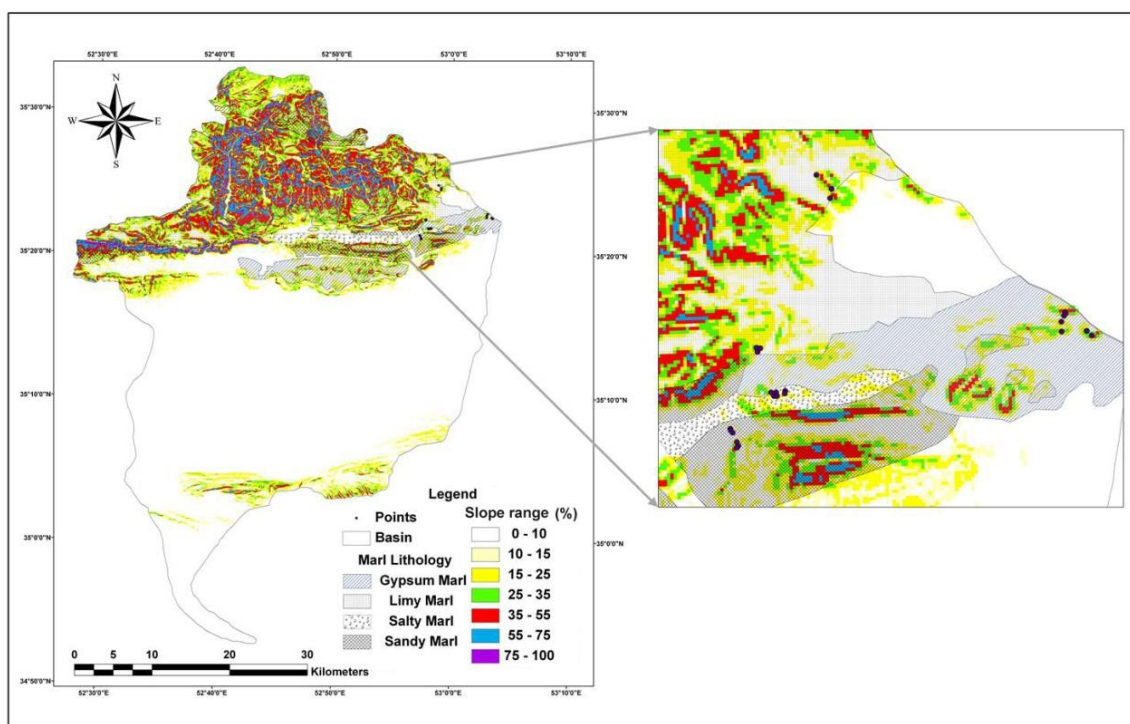 52°30'0"E 52°40'0"E 52°50'0"E 53°0'0"E 53°10'0"E
N
W E
S
35°30'0"N 35°30'0"N
35°20'0"N 35°20'0"N
35°10'0"N 35°10'0"N
35°0'0"N 35°0'0"N
34°50'0"N
Legend
Points
Basin
Marl Lithology
Gypsum Marl
Limy Marl
Salty Marl
Sandy Marl
Slope range (%)
0 - 10
10 - 15
15 - 25
25 - 35
35 - 55
55 - 75
75 - 100
0 5 10 20 30
Kilometers
52°30'0"E 52°40'0"E 52°50'0"E 53°0'0"E 53°10'0"E